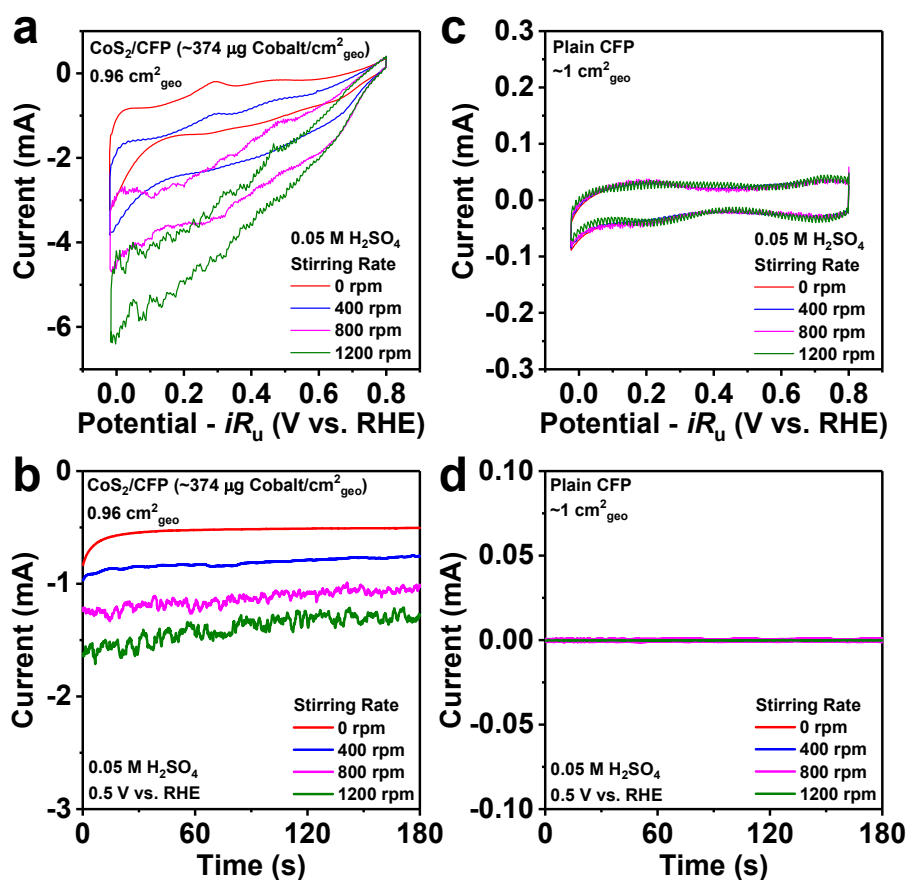 a
CoS₂/CFP (~374 μg Cobalt/cm²geo)
0.96 cm²geo
0
-2
-4
-6
Current (mA)
0.05 M H₂SO₄
Stirring Rate
0 rpm
400 rpm
800 rpm
1200 rpm
0.0 0.2 0.4 0.6 0.8
Potential - iRu (V vs. RHE)
c
Plain CFP
~1 cm²geo
0.3
0.2
0.1
0.0
-0.1
-0.2
-0.3
Current (mA)
0.05 M H₂SO₄
Stirring Rate
0 rpm
400 rpm
800 rpm
1200 rpm
0.0 0.2 0.4 0.6 0.8
Potential - iRu (V vs. RHE)
b
CoS₂/CFP (~374 μg Cobalt/cm²geo)
0.96 cm²geo
0
-1
-2
-3
Current (mA)
Stirring Rate
0 rpm
400 rpm
800 rpm
1200 rpm
0.05 M H₂SO₄
0.5 V vs. RHE
0 60 120 180
Time (s)
d
Plain CFP
~1 cm²geo
0.10
0.05
0.00
-0.05
-0.10
Current (mA)
Stirring Rate
0 rpm
400 rpm
800 rpm
1200 rpm
0.05 M H₂SO₄
0.5 V vs. RHE
0 60 120 180
Time (s)